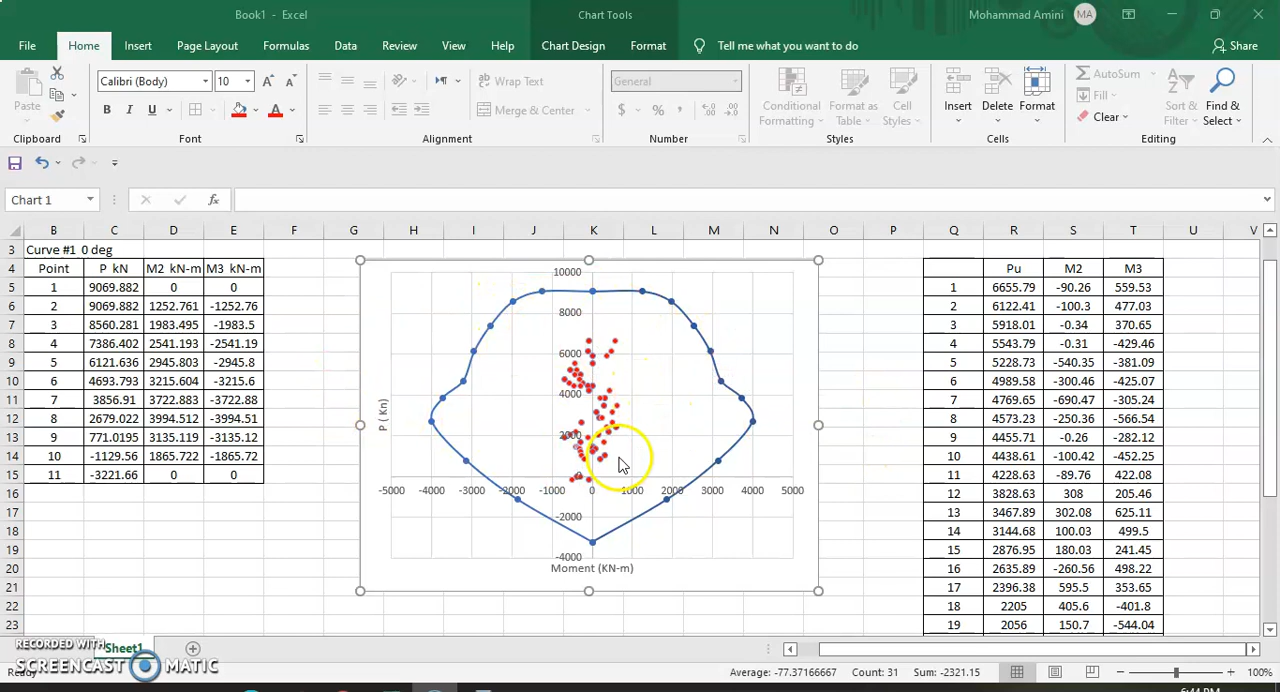 Book1 - Excel
Chart Tools
Mohammad Amini
MA
File
Home
Insert
Page Layout
Formulas
Data
Review
View
Help
Chart Design
Format
Tell me what you want to do
Share
Paste
Clipboard
Calibri (Body)
10
B I U
Font
Wrap Text
Merge & Center
Alignment
General
$ % ,
Number
Conditional Formatting
Format as Table
Cell Styles
Styles
Insert
Delete
Format
Cells
AutoSum
Fill
Clear
Sort & Filter
Find & Select
Editing
Chart 1
fx
B C D E F G H I J K L M N O P Q R S T U V
3 Curve #1 0 deg
4 Point P kN M2 kN-m M3 kN-m Pu M2 M3
5 1 9069.882 0 0 1 6655.79 -90.26 559.53
6 2 9069.882 1252.761 -1252.76 2 6122.41 -100.3 477.03
7 3 8560.281 1983.495 -1983.5 3 5918.01 -0.34 370.65
8 4 7386.402 2541.193 -2541.19 4 5543.79 -0.31 -429.46
9 5 6121.636 2945.803 -2945.8 5 5228.73 -540.35 -381.09
10 6 4693.793 3215.604 -3215.6 6 4989.58 -300.46 -425.07
11 7 3856.91 3722.883 -3722.88 7 4769.65 -690.47 -305.24
12 8 2679.022 3994.512 -3994.51 8 4573.23 -250.36 -566.54
13 9 771.0195 3135.119 -3135.12 9 4455.71 -0.26 -282.12
14 10 -1129.56 1865.722 -1865.72 10 4438.61 -100.42 -452.25
15 11 -3221.66 0 0 11 4228.63 -89.76 422.08
16 12 3828.63 308 205.46
17 13 3467.89 302.08 625.11
18 14 3144.68 100.03 499.5
19 15 2876.95 180.03 241.45
20 16 2635.89 -260.56 498.22
21 17 2396.38 595.5 353.65
22 18 2205 405.6 -401.8
23 19 2056 150.7 -544.04
10000
8000
6000
4000
2000
0
-2000
-4000
P ( Kn)
-5000 -4000 -3000 -2000 -1000 0 1000 2000 3000 4000 5000
Moment (KN-m)
RECORDED WITH
SCREENCAST MATIC
Sheet1
Ready
Average: -77.37166667 Count: 31 Sum: -2321.15
100%
6:44 PM